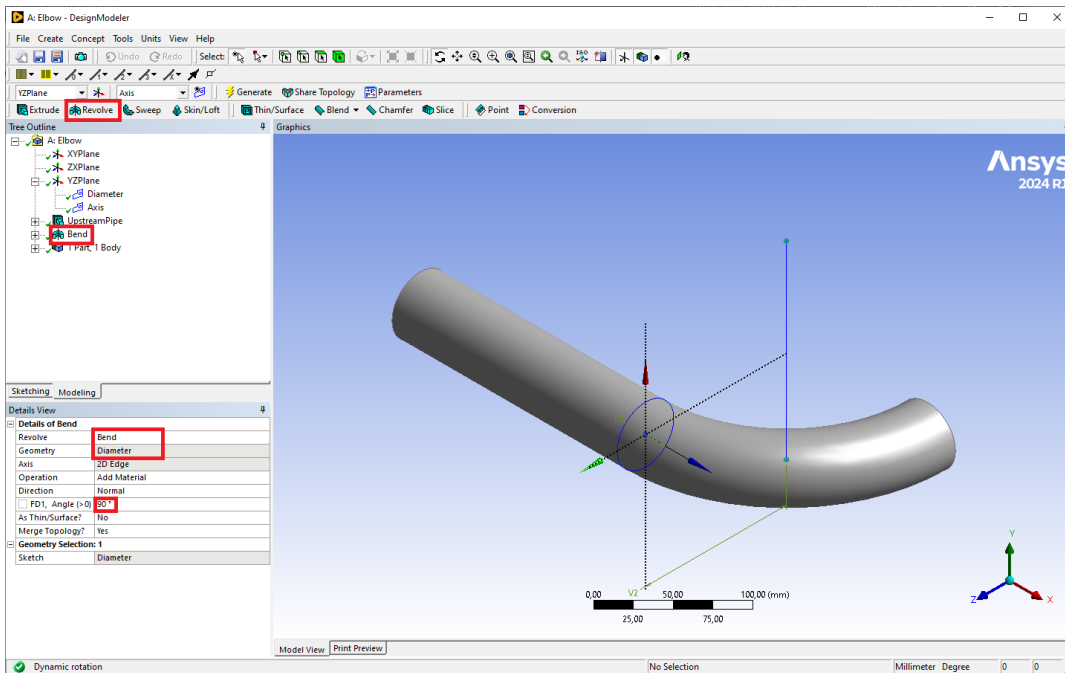 A: Elbow - DesignModeler
File Create Concept Tools Units View Help
Undo Redo Select:
YZPlane Axis Generate Share Topology Parameters
Extrude Revolve Sweep Skin/Loft Thin/Surface Blend Chamfer Slice Point Conversion
Tree Outline
A: Elbow
XYPlane
ZXPlane
YZPlane
Diameter
Axis
UpstreamPipe
Bend
1 Part, 1 Body
Sketching Modeling
Details View
Details of Bend
Revolve Bend
Geometry Diameter
Axis 2D Edge
Operation Add Material
Direction Normal
FD1, Angle (>0) 90 °
As Thin/Surface? No
Merge Topology? Yes
Geometry Selection: 1
Sketch Diameter
Graphics
Ansys
2024 R1
V2
0,00 50,00 100,00 (mm)
25,00 75,00
Y
Z X
Model View Print Preview
Dynamic rotation No Selection Millimeter Degree 0 0